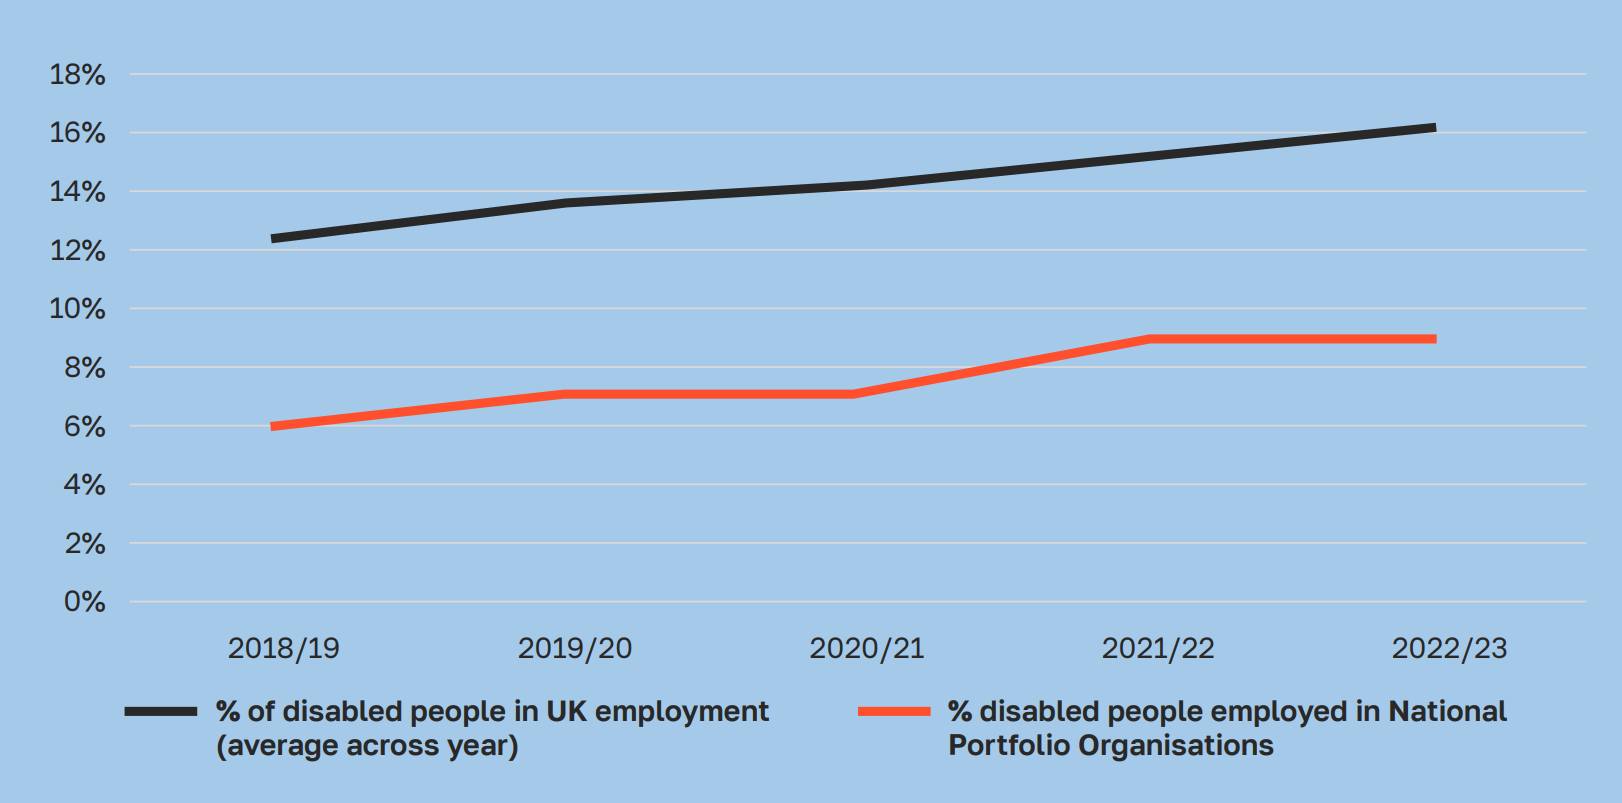 18%
16%
14%
12%
10%
8%
6%
4%
2%
0%
2018/19 2019/20 2020/21 2021/22 2022/23
% of disabled people in UK employment
(average across year)
% disabled people employed in National
Portfolio Organisations